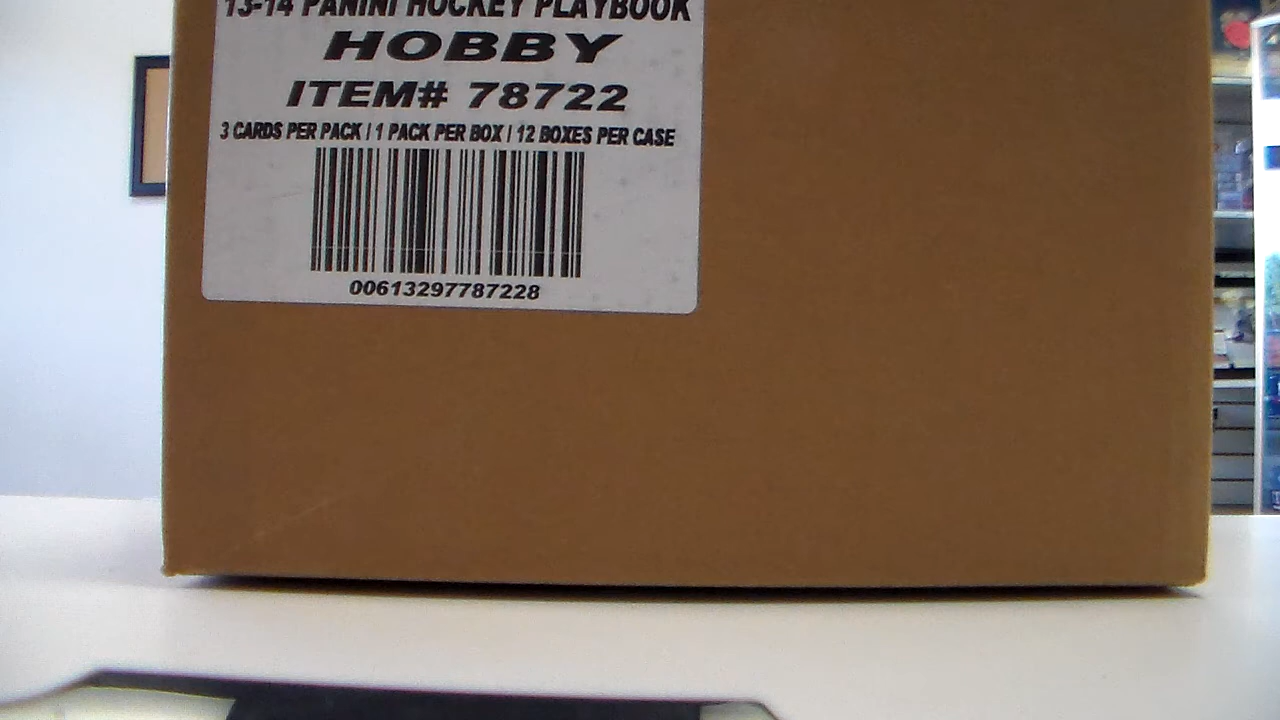 13-14 PANINI HOCKEY PLAYBOOK
HOBBY
ITEM# 78722
3 CARDS PER PACK / 1 PACK PER BOX / 12 BOXES PER CASE
00613297787228